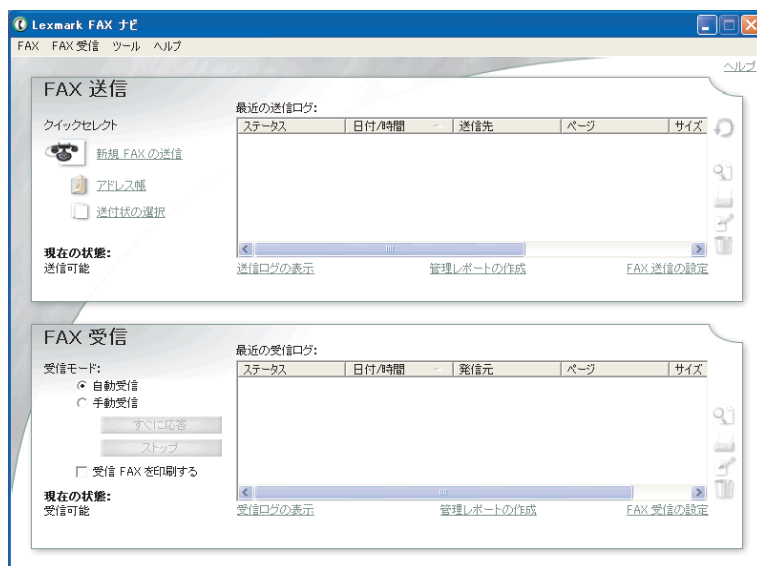 Lexmark FAX ナビ
FAX FAX 受信 ツール ヘルプ
ヘルプ
FAX 送信
最近の送信ログ:
クイックセレクト
ステータス 日付/時間 送信先 ページ サイズ
新規 FAX の送信
アドレス帳
送付状の選択
現在の状態:
送信可能
送信ログの表示 管理レポートの作成 FAX 送信の設定
FAX 受信
最近の受信ログ:
受信モード:
ステータス 日付/時間 発信元 ページ サイズ
自動受信
手動受信
すぐに応答
ストップ
受信 FAX を印刷する
現在の状態:
受信可能
受信ログの表示 管理レポートの作成 FAX 受信の設定